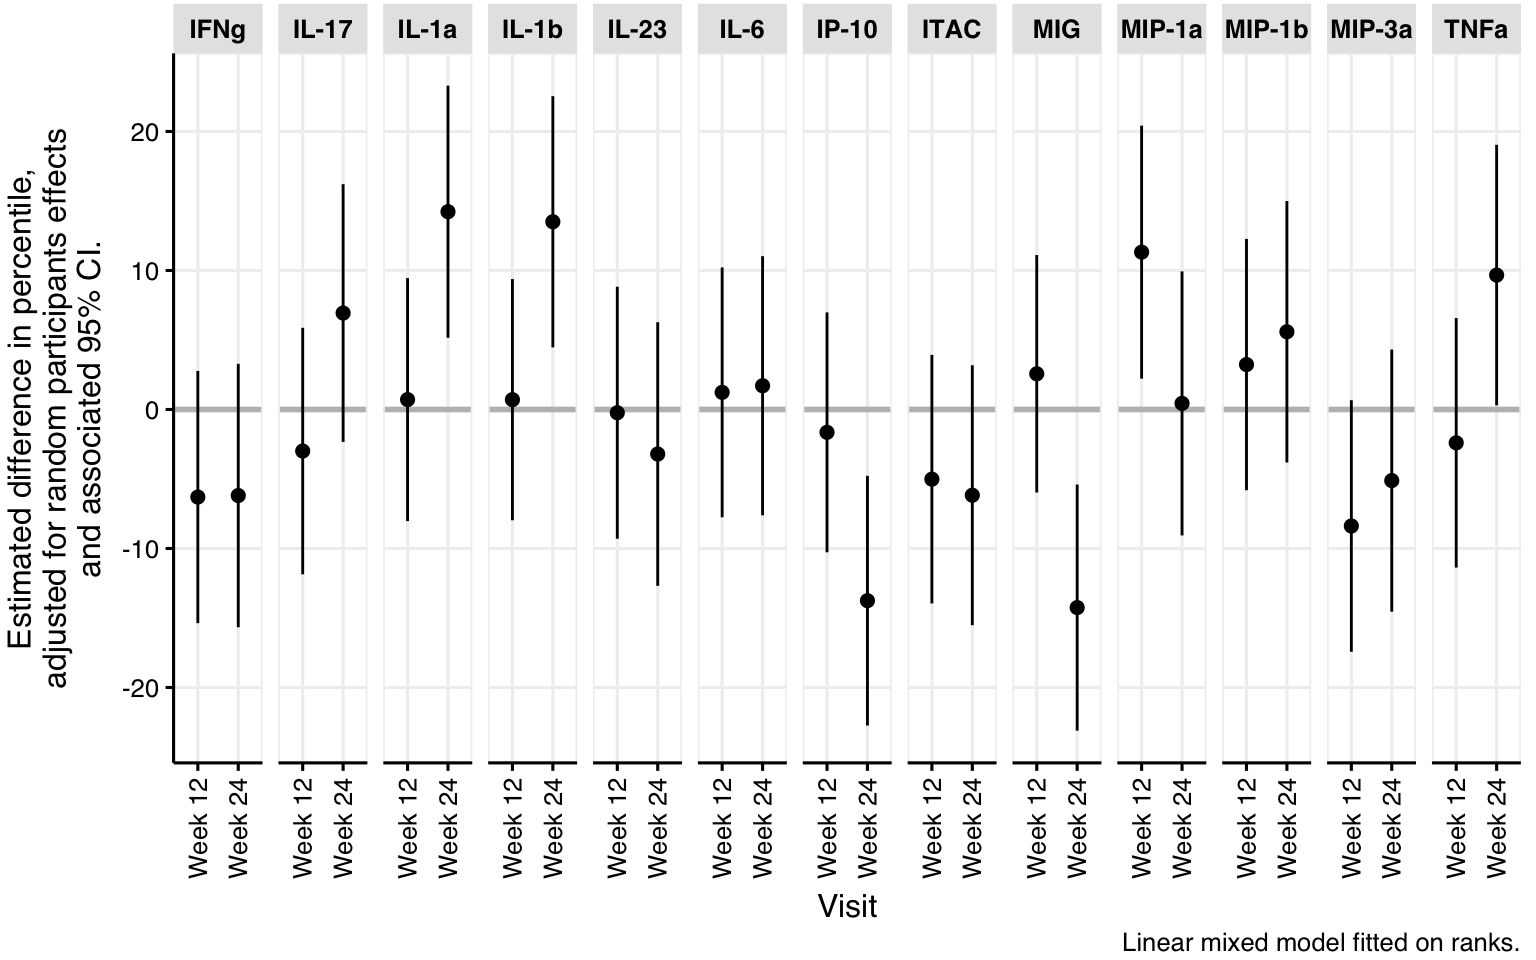 IFNg IL-17 IL-1a IL-1b IL-23 IL-6 IP-10 ITAC MIG MIP-1a MIP-1b MIP-3a TNFa
Estimated difference in percentile,
adjusted for random participants effects
and associated 95% CI.
20
10
0
-10
-20
Week 12 Week 24 Week 12 Week 24 Week 12 Week 24 Week 12 Week 24 Week 12 Week 24 Week 12 Week 24 Week 12 Week 24 Week 12 Week 24 Week 12 Week 24 Week 12 Week 24 Week 12 Week 24 Week 12 Week 24 Week 12 Week 24
Visit
Linear mixed model fitted on ranks.